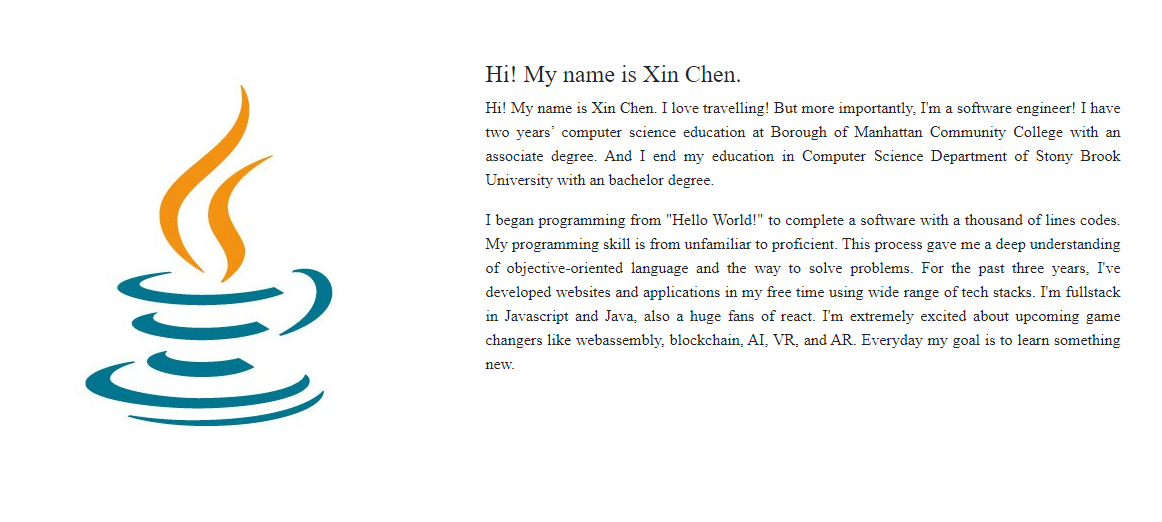 Hi! My name is Xin Chen.
Hi! My name is Xin Chen. I love travelling! But more importantly, I'm a software engineer! I have
two years’ computer science education at Borough of Manhattan Community College with an
associate degree. And I end my education in Computer Science Department of Stony Brook
University with an bachelor degree.
I began programming from "Hello World!" to complete a software with a thousand of lines codes.
My programming skill is from unfamiliar to proficient. This process gave me a deep understanding
of objective-oriented language and the way to solve problems. For the past three years, I've
developed websites and applications in my free time using wide range of tech stacks. I'm fullstack
in Javascript and Java, also a huge fans of react. I'm extremely excited about upcoming game
changers like webassembly, blockchain, AI, VR, and AR. Everyday my goal is to learn something
new.